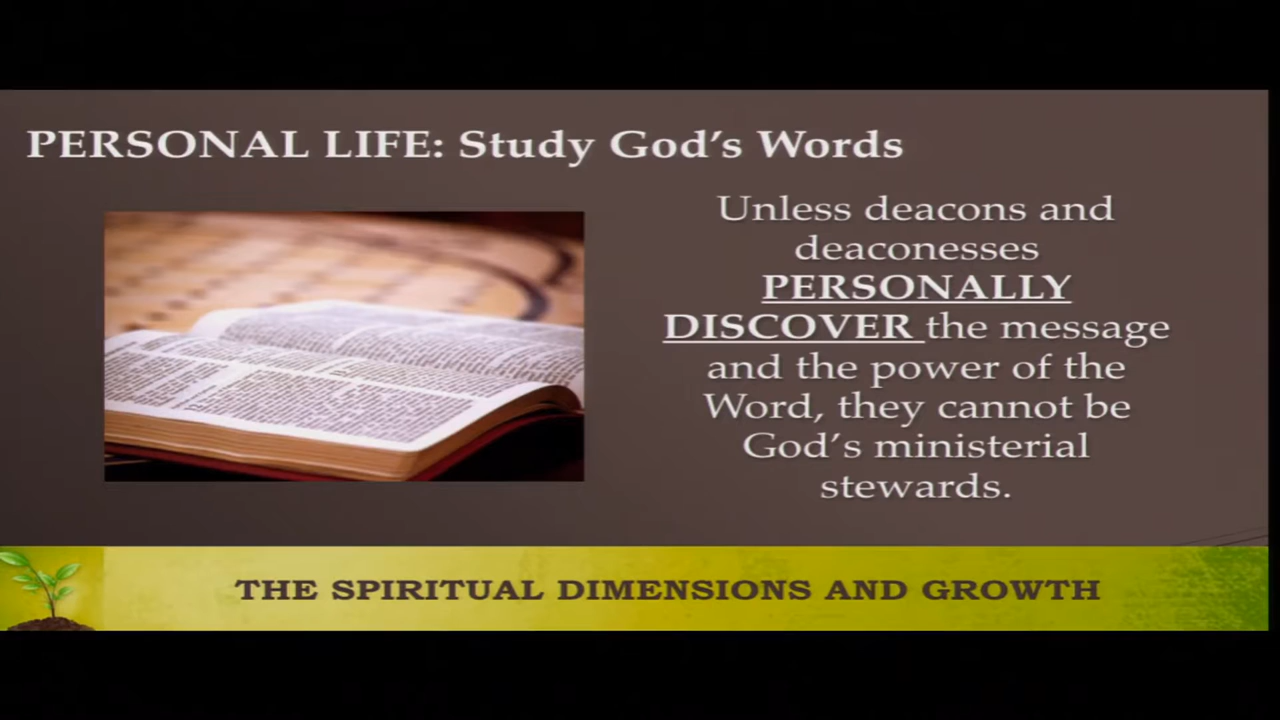 PERSONAL LIFE: Study God's Words
Unless deacons and
deaconesses
PERSONALLY
DISCOVER the message
and the power of the
Word, they cannot be
God's ministerial
stewards.
THE SPIRITUAL DIMENSIONS AND GROWTH